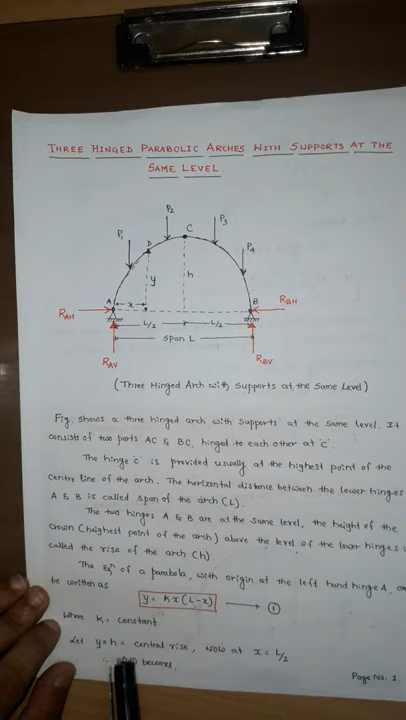 THREE HINGED PARABOLIC ARCHES WITH SUPPORTS AT THE
SAME LEVEL.
P1
P2
C
P3
D
P4
y
h
A
x
B
RAH
RBH
L/2
L/2
span L
RAV
RBV
(Three Hinged Arch with supports at the Same Level)
Fig. shows a three hinged arch with supports at the same level. It
consists of two parts AC & BC, hinged to each other at 'C'
The hinge 'c' is provided usually at the highest point of the
centre line of the arch. The horizontal distance between the lower hinges
A & B is called span of the arch (L).
The two hinges A & B are at the same level, the height of the
crown (heighest point of the arch) above the level of the lower hinges
called the rise of the arch (h)
The Eqn of a parabola, with origin at the left hand hinge A,
be written as
y = Kx(L-x) → ①
Where K = constant
Let y=h = central rise, Now at x = L/2
∴ becomes,
Page No. 1